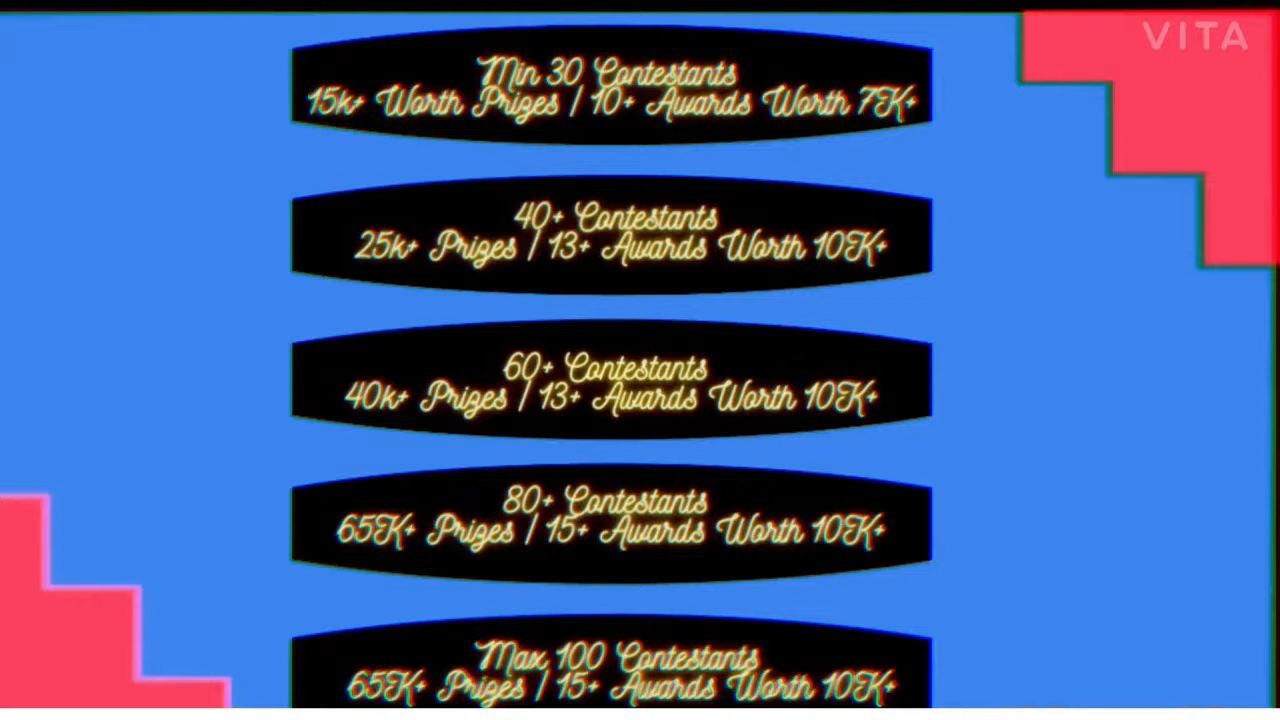 VITA
Min 30 Contestants
15k+ Worth Prizes / 10+ Awards Worth 7K+
40+ Contestants
25k+ Prizes / 13+ Awards Worth 10K+
60+ Contestants
40k+ Prizes / 13+ Awards Worth 10K+
80+ Contestants
65K+ Prizes / 15+ Awards Worth 10K+
Max 100 Contestants
65K+ Prizes / 15+ Awards Worth 10K+